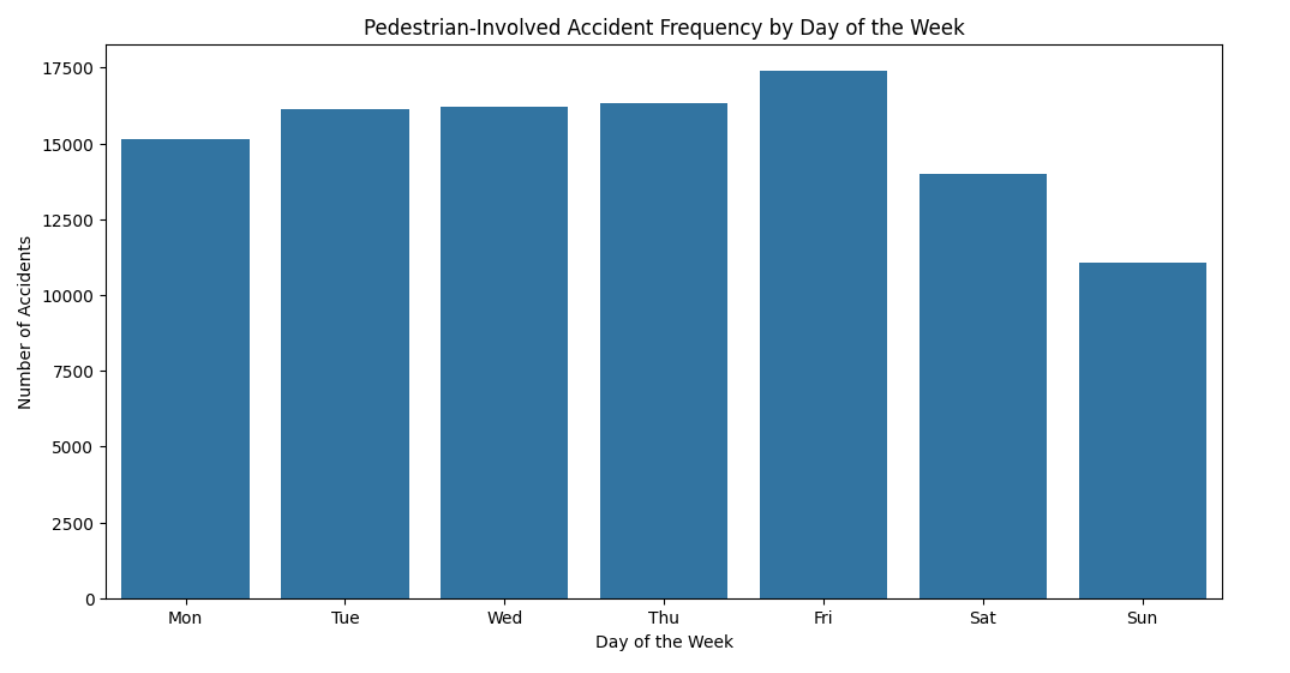 Pedestrian-Involved Accident Frequency by Day of the Week
17500
15000
12500
10000
7500
5000
2500
0
Number of Accidents
Mon Tue Wed Thu Fri Sat Sun
Day of the Week